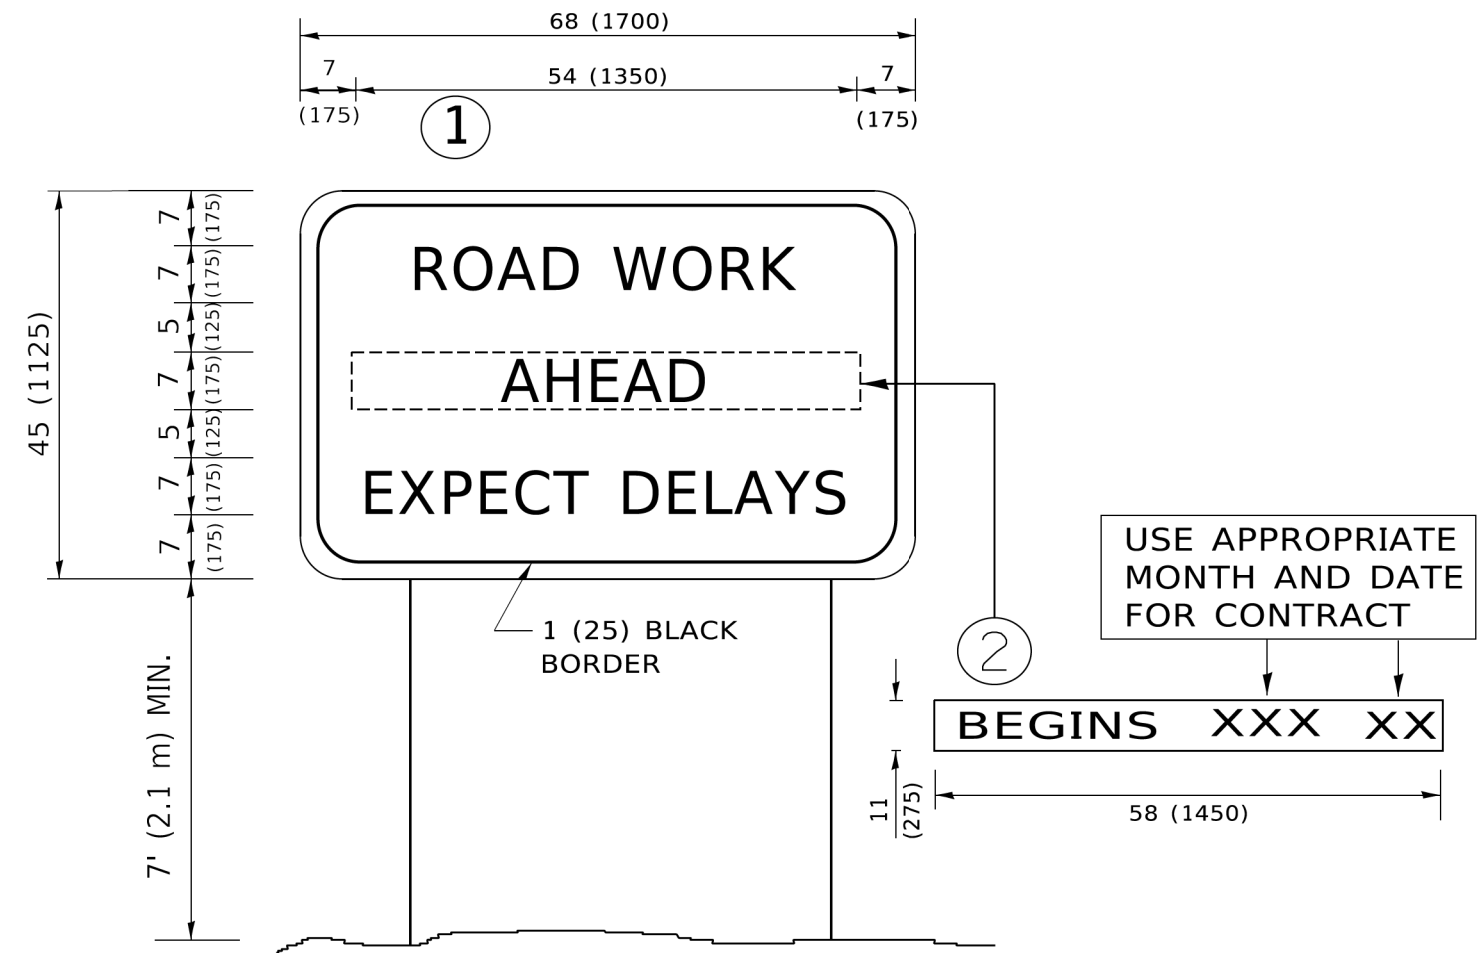 68 (1700)
7
54 (1350)
7
(175)
(175)
1
7
(175)
7
(175)
5
(125)
7
(175)
5
(125)
7
(175)
7
(175)
45 (1125)
ROAD WORK
AHEAD
EXPECT DELAYS
1 (25) BLACK
BORDER
7' (2.1 m) MIN.
2
USE APPROPRIATE
MONTH AND DATE
FOR CONTRACT
BEGINS XXX XX
11
(275)
58 (1450)